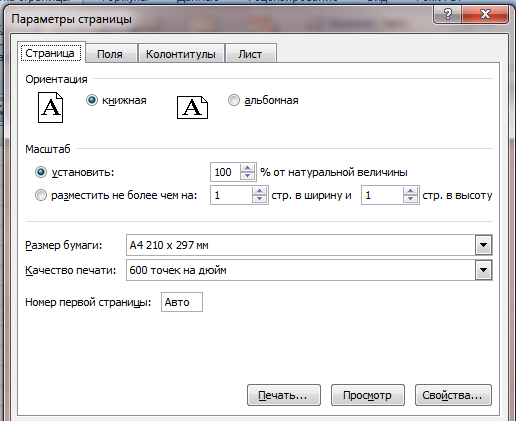 Параметры страницы
Страница Поля Колонтитулы Лист
Ориентация
А книжная А альбомная
Масштаб
установить: 100 % от натуральной величины
разместить не более чем на: 1 стр. в ширину и 1 стр. в высоту
Размер бумаги: A4 210 x 297 мм
Качество печати: 600 точек на дюйм
Номер первой страницы: Авто
Печать... Просмотр Свойства...